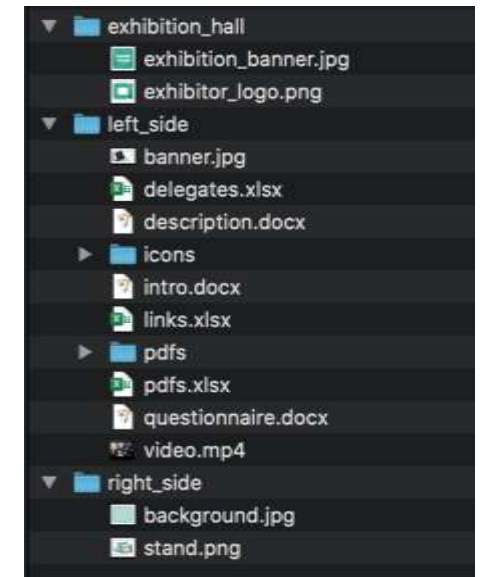 exhibition_hall
exhibition_banner.jpg
exhibitor_logo.png
left_side
banner.jpg
delegates.xlsx
description.docx
icons
intro.docx
links.xlsx
pdfs
pdfs.xlsx
questionnaire.docx
video.mp4
right_side
background.jpg
stand.png